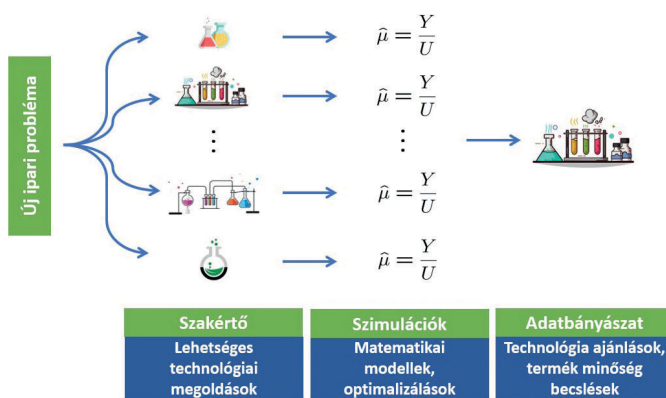 Új ipari probléma
μ̂ = Y/U
μ̂ = Y/U
⋮ ⋮
μ̂ = Y/U
μ̂ = Y/U
Szakértő
Lehetséges
technológiai
megoldások
Szimulációk
Matematikai
modellek,
optimalizálások
Adatbányászat
Technológia ajánlások,
termék minőség
becslések